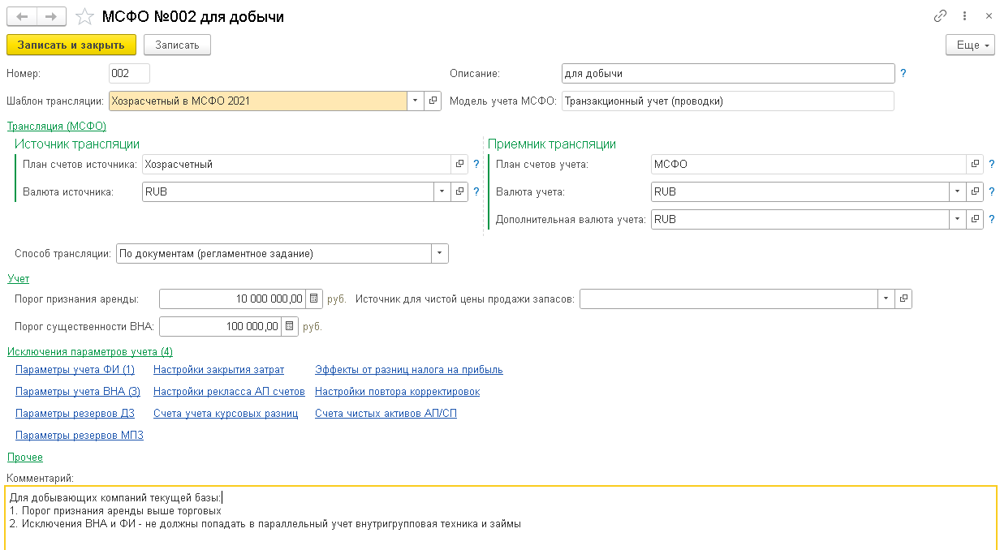 МСФО №002 для добычи
Записать и закрыть Записать Еще
Номер: 002 Описание: для добычи ?
Шаблон трансляции: Хозрасчетный в МСФО 2021 Модель учета МСФО: Транзакционный учет (проводки)
Трансляция (МСФО)
Источник трансляции Приемник трансляции
План счетов источника: Хозрасчетный ? План счетов учета: МСФО ?
Валюта источника: RUB ? Валюта учета: RUB ?
Дополнительная валюта учета: RUB ?
Способ трансляции: По документам (регламентное задание)
Учет
Порог признания аренды: 10 000 000,00 руб. Источник для чистой цены продажи запасов:
Порог существенности ВНА: 100 000,00 руб.
Исключения параметров учета (4)
Параметры учета ФИ (1) Настройки закрытия затрат Эффекты от разниц налога на прибыль
Параметры учета ВНА (3) Настройки рекласса АП счетов Настройки повтора корректировок
Параметры резервов ДЗ Счета учета курсовых разниц Счета чистых активов АП/СП
Параметры резервов МПЗ
Прочее
Комментарий:
Для добывающих компаний текущей базы:
1. Порог признания аренды выше торговых
2. Исключения ВНА и ФИ - не должны попадать в параллельный учет внутригрупповая техника и займы